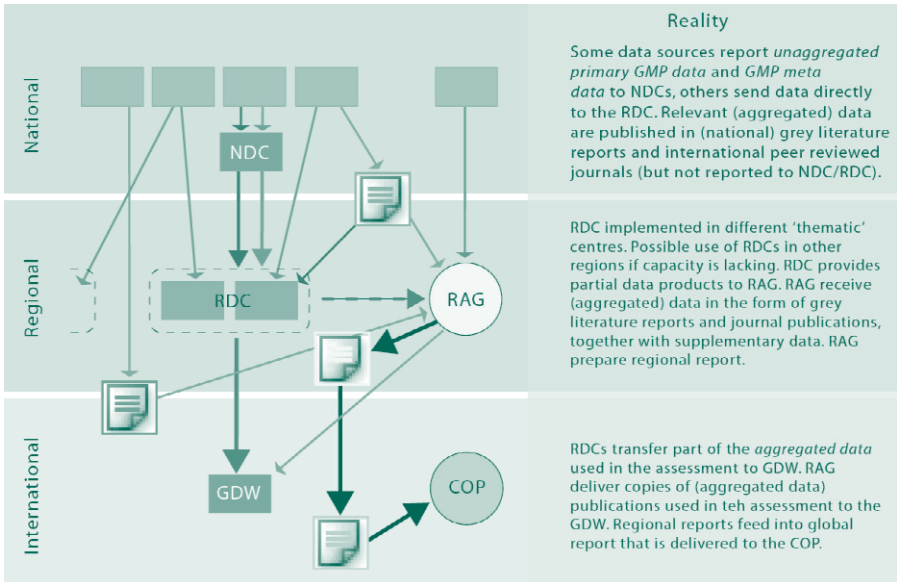 Reality
National
Some data sources report unaggregated
primary GMP data and GMP meta
data to NDCs, others send data directly
to the RDC. Relevant (aggregated) data
are published in (national) grey literature
reports and international peer reviewed
journals (but not reported to NDC/RDC).
NDC
Regional
RDC implemented in different ‘thematic’
centres. Possible use of RDCs in other
regions if capacity is lacking. RDC provides
partial data products to RAG. RAG receive
(aggregated) data in the form of grey
literature reports and journal publications,
together with supplementary data. RAG
prepare regional report.
RDC
RAG
International
RDCs transfer part of the aggregated data
used in the assessment to GDW. RAG
deliver copies of (aggregated data)
publications used in teh assessment to the
GDW. Regional reports feed into global
report that is delivered to the COP.
GDW
COP